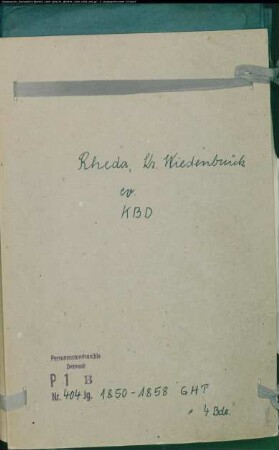 Rheda, Kr. Wiedenbrück
ev.
KBD
Personenstandsarchiv
Detmold
P 1 B
Nr. 404 Jg. 1850-1858 GHT
4 Bde.